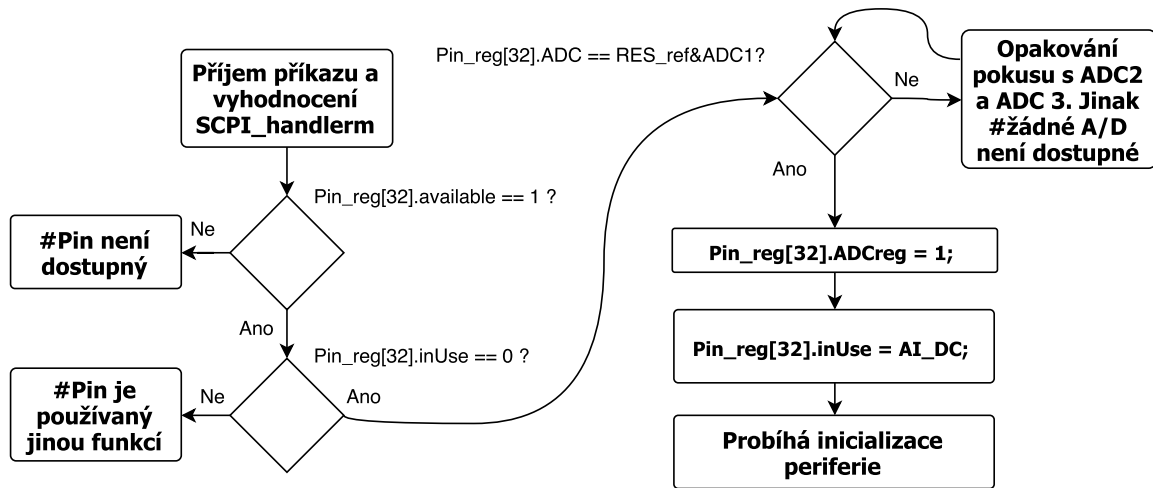 Příjem příkazu a
vyhodnocení
SCPI_handlerm
Pin_reg[32].available == 1 ?
Ne
#Pin není
dostupný
Ano
Pin_reg[32].inUse == 0 ?
Ne
#Pin je
používaný
jinou funkcí
Ano
Pin_reg[32].ADC == RES_ref&ADC1?
Ne
Opakování
pokusu s ADC2
a ADC 3. Jinak
#žádné A/D
není dostupné
Ano
Pin_reg[32].ADCreg = 1;
Pin_reg[32].inUse = AI_DC;
Probíhá inicializace
periferie